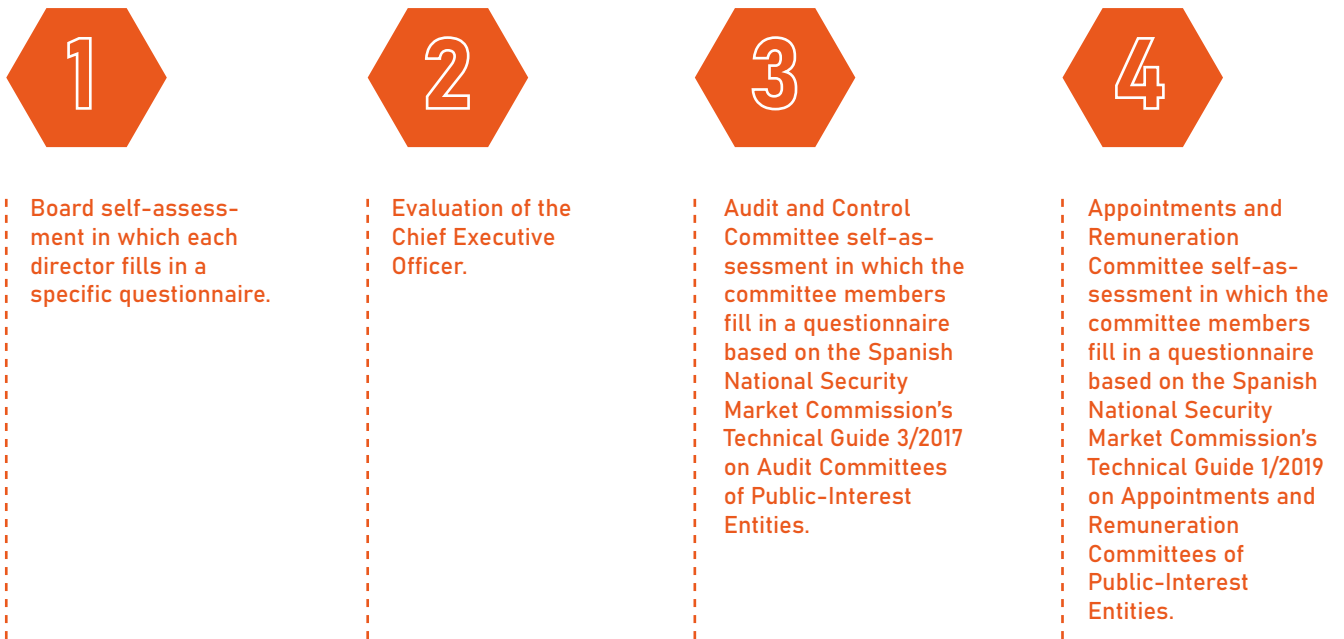 1
Board self-assess-
ment in which each
director fills in a
specific questionnaire.
2
Evaluation of the
Chief Executive
Officer.
3
Audit and Control
Committee self-as-
sessment in which the
committee members
fill in a questionnaire
based on the Spanish
National Security
Market Commission's
Technical Guide 3/2017
on Audit Committees
of Public-Interest
Entities.
4
Appointments and
Remuneration
Committee self-as-
sessment in which the
committee members
fill in a questionnaire
based on the Spanish
National Security
Market Commission's
Technical Guide 1/2019
on Appointments and
Remuneration
Committees of
Public-Interest
Entities.